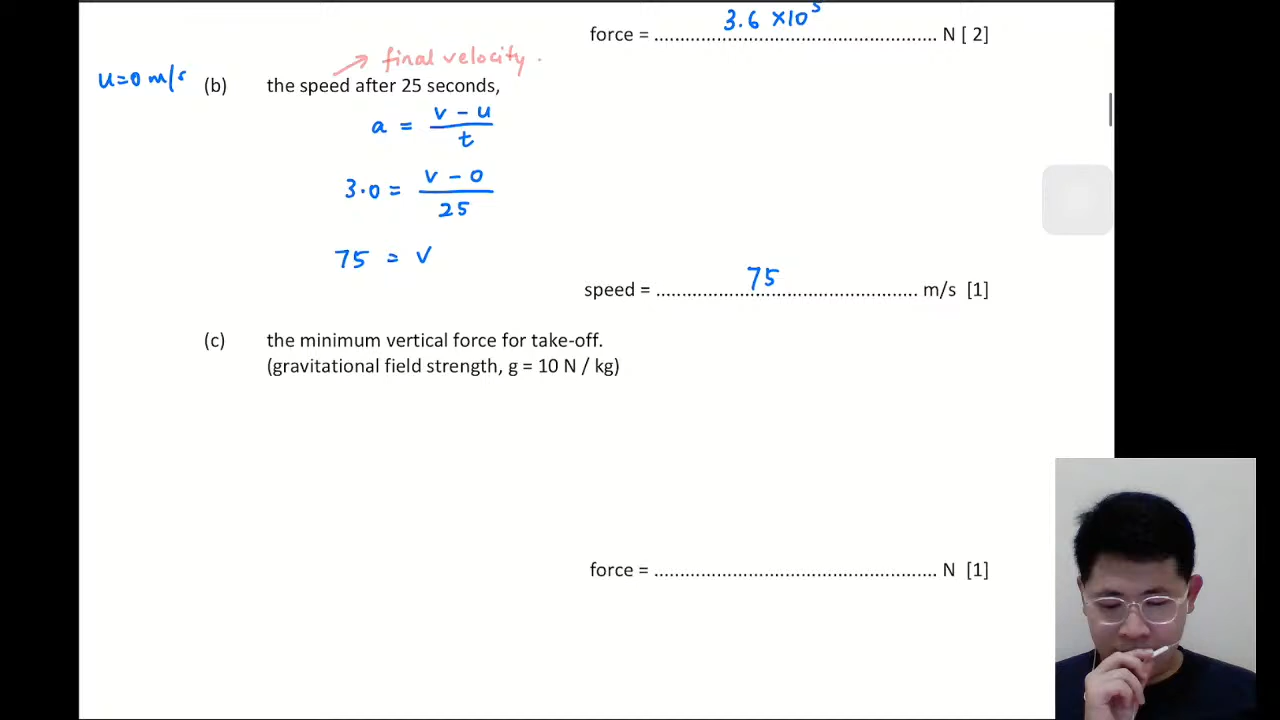 3.6 ×10⁵
force = ................................................... N [ 2]
final velocity.
u=0 m/s
(b) the speed after 25 seconds,
a = v - u / t
3.0 = v - 0 / 25
75 = v
75
speed = ............................................... m/s [1]
(c) the minimum vertical force for take-off.
(gravitational field strength, g = 10 N / kg)
force = ................................................... N [1]